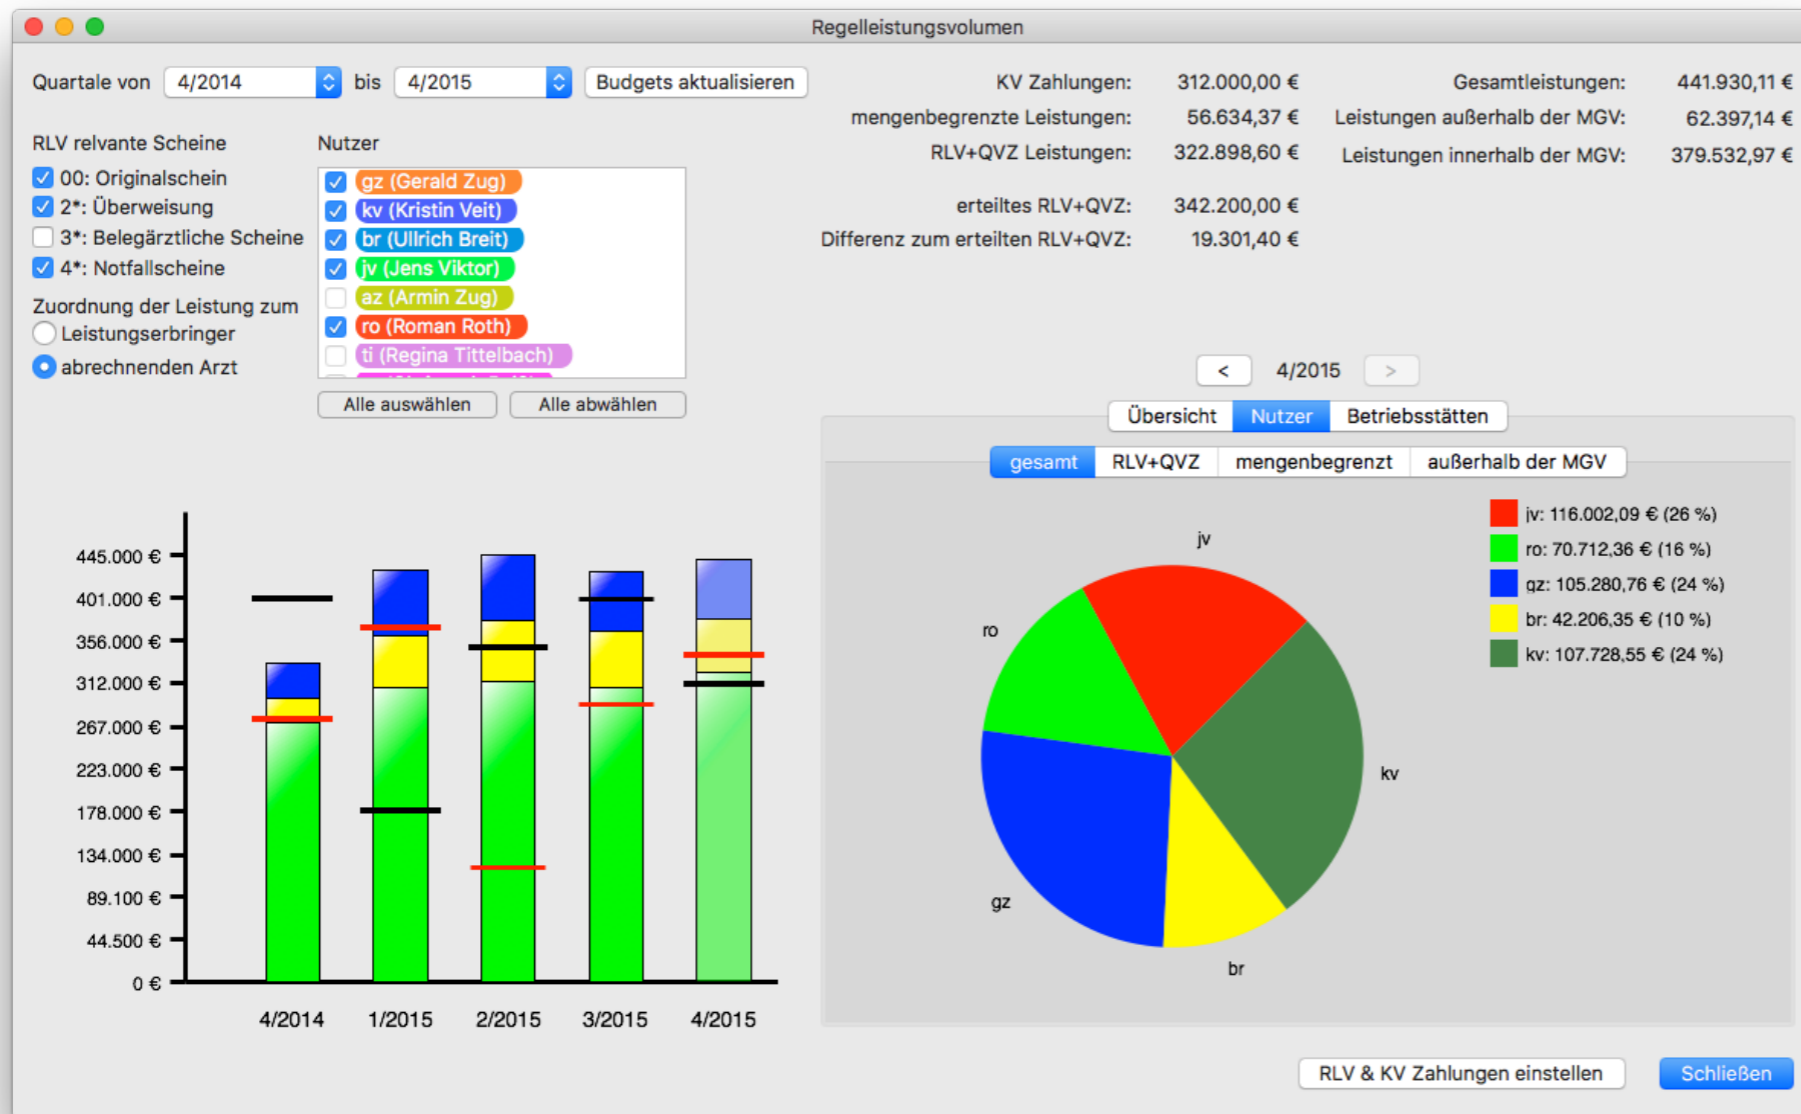 Regelleistungsvolumen
Quartale von 4/2014 bis 4/2015 Budgets aktualisieren
RLV relvante Scheine
00: Originalschein
2*: Überweisung
3*: Belegärztliche Scheine
4*: Notfallscheine
Zuordnung der Leistung zum
Leistungserbringer
abrechnenden Arzt
Nutzer
gz (Gerald Zug)
kv (Kristin Veit)
br (Ullrich Breit)
jv (Jens Viktor)
az (Armin Zug)
ro (Roman Roth)
ti (Regina Tittelbach)
Alle auswählen Alle abwählen
KV Zahlungen: 312.000,00 €
mengenbegrenzte Leistungen: 56.634,37 €
RLV+QVZ Leistungen: 322.898,60 €
erteiltes RLV+QVZ: 342.200,00 €
Differenz zum erteilten RLV+QVZ: 19.301,40 €
Gesamtleistungen: 441.930,11 €
Leistungen außerhalb der MGV: 62.397,14 €
Leistungen innerhalb der MGV: 379.532,97 €
445.000 €
401.000 €
356.000 €
312.000 €
267.000 €
223.000 €
178.000 €
134.000 €
89.100 €
44.500 €
0 €
4/2014 1/2015 2/2015 3/2015 4/2015
< 4/2015 >
Übersicht Nutzer Betriebsstätten
gesamt RLV+QVZ mengenbegrenzt außerhalb der MGV
jv: 116.002,09 € (26 %)
ro: 70.712,36 € (16 %)
gz: 105.280,76 € (24 %)
br: 42.206,35 € (10 %)
kv: 107.728,55 € (24 %)
jv
ro
kv
gz
br
RLV & KV Zahlungen einstellen Schließen